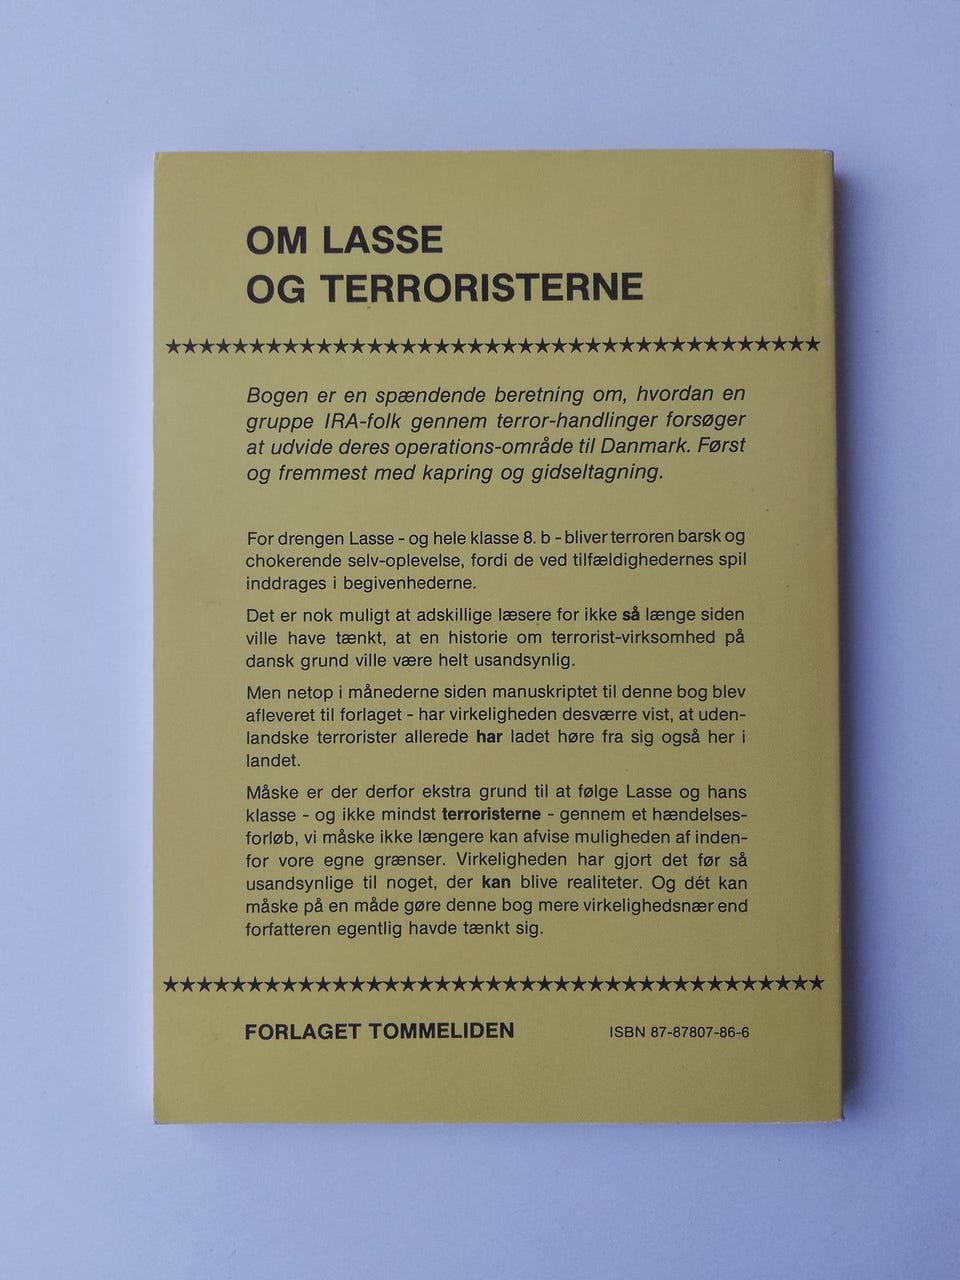 OM LASSE
OG TERRORISTERNE
★★★★★★★★★★★★★★★★★★★★★★★★★★★★★★★★★★★★★★★
Bogen er en spændende beretning om, hvordan en
gruppe IRA-folk gennem terror-handlinger forsøger
at udvide deres operations-område til Danmark. Først
og fremmest med kapring og gidseltagning.
For drengen Lasse - og hele klasse 8. b - bliver terroren barsk og
chokerende selv-oplevelse, fordi de ved tilfældighedernes spil
inddrages i begivenhederne.
Det er nok muligt at adskillige læsere for ikke så længe siden
ville have tænkt, at en historie om terrorist-virksomhed på
dansk grund ville være helt usandsynlig.
Men netop i månederne siden manuskriptet til denne bog blev
afleveret til forlaget - har virkeligheden desværre vist, at uden-
landske terrorister allerede har ladet høre fra sig også her i
landet.
Måske er der derfor ekstra grund til at følge Lasse og hans
klasse - og ikke mindst terroristerne - gennem et hændelses-
forløb, vi måske ikke længere kan afvise muligheden af inden-
for vore egne grænser. Virkeligheden har gjort det før så
usandsynlige til noget, der kan blive realiteter. Og dét kan
måske på en måde gøre denne bog mere virkelighedsnær end
forfatteren egentlig havde tænkt sig.
★★★★★★★★★★★★★★★★★★★★★★★★★★★★★★★★★★★★★★★
FORLAGET TOMMELIDEN
ISBN 87-87807-86-6